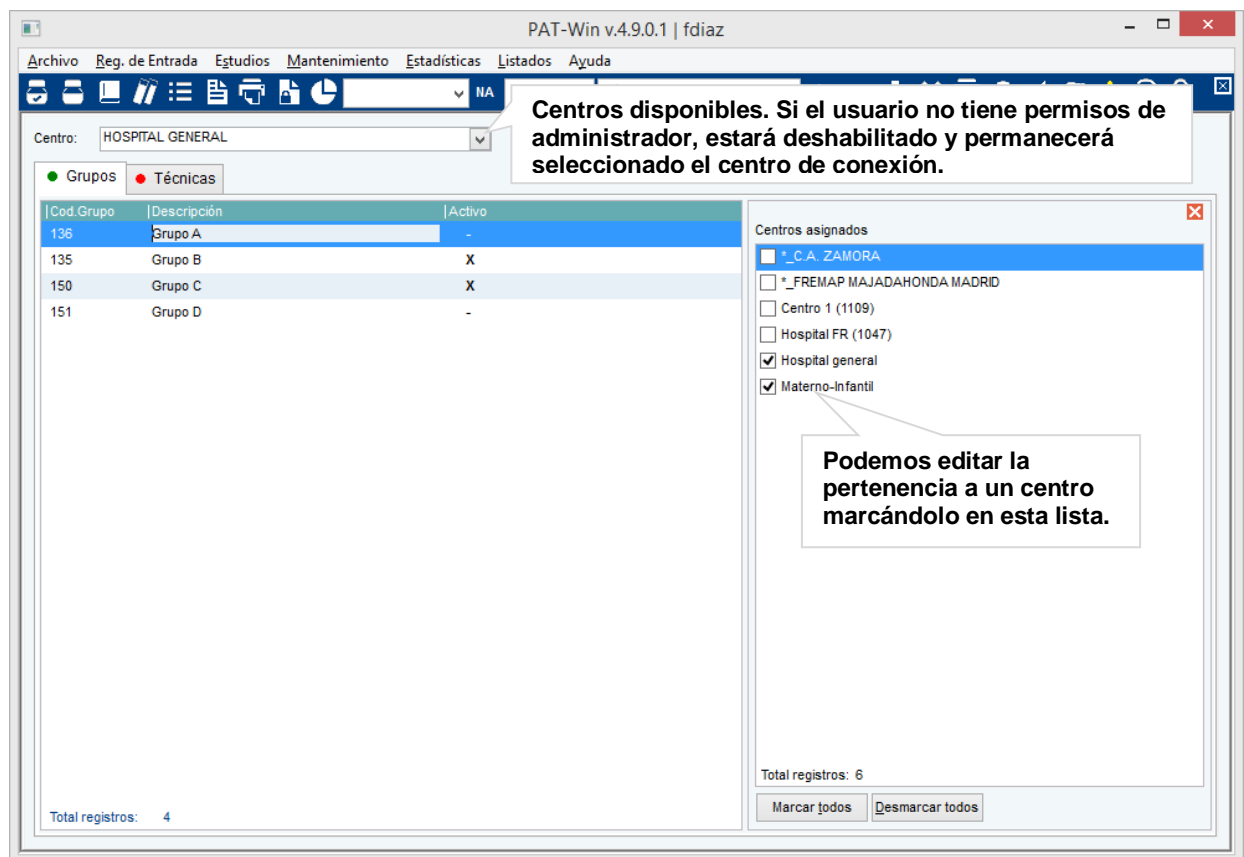 PAT-Win v.4.9.0.1 | fdiaz
Archivo Reg. de Entrada Estudios Mantenimiento Estadísticas Listados Ayuda
NA
Centros disponibles. Si el usuario no tiene permisos de
administrador, estará deshabilitado y permanecerá
seleccionado el centro de conexión.
Centro: HOSPITAL GENERAL
Grupos Técnicas
|Cod.Grupo |Descripción |Activo
136 Grupo A -
135 Grupo B X
150 Grupo C X
151 Grupo D -
Total registros: 4
Centros asignados
*_C.A. ZAMORA
*_FREMAP MAJADAHONDA MADRID
Centro 1 (1109)
Hospital FR (1047)
Hospital general
Materno-Infantil
Podemos editar la
pertenencia a un centro
marcándolo en esta lista.
Total registros: 6
Marcar todos Desmarcar todos